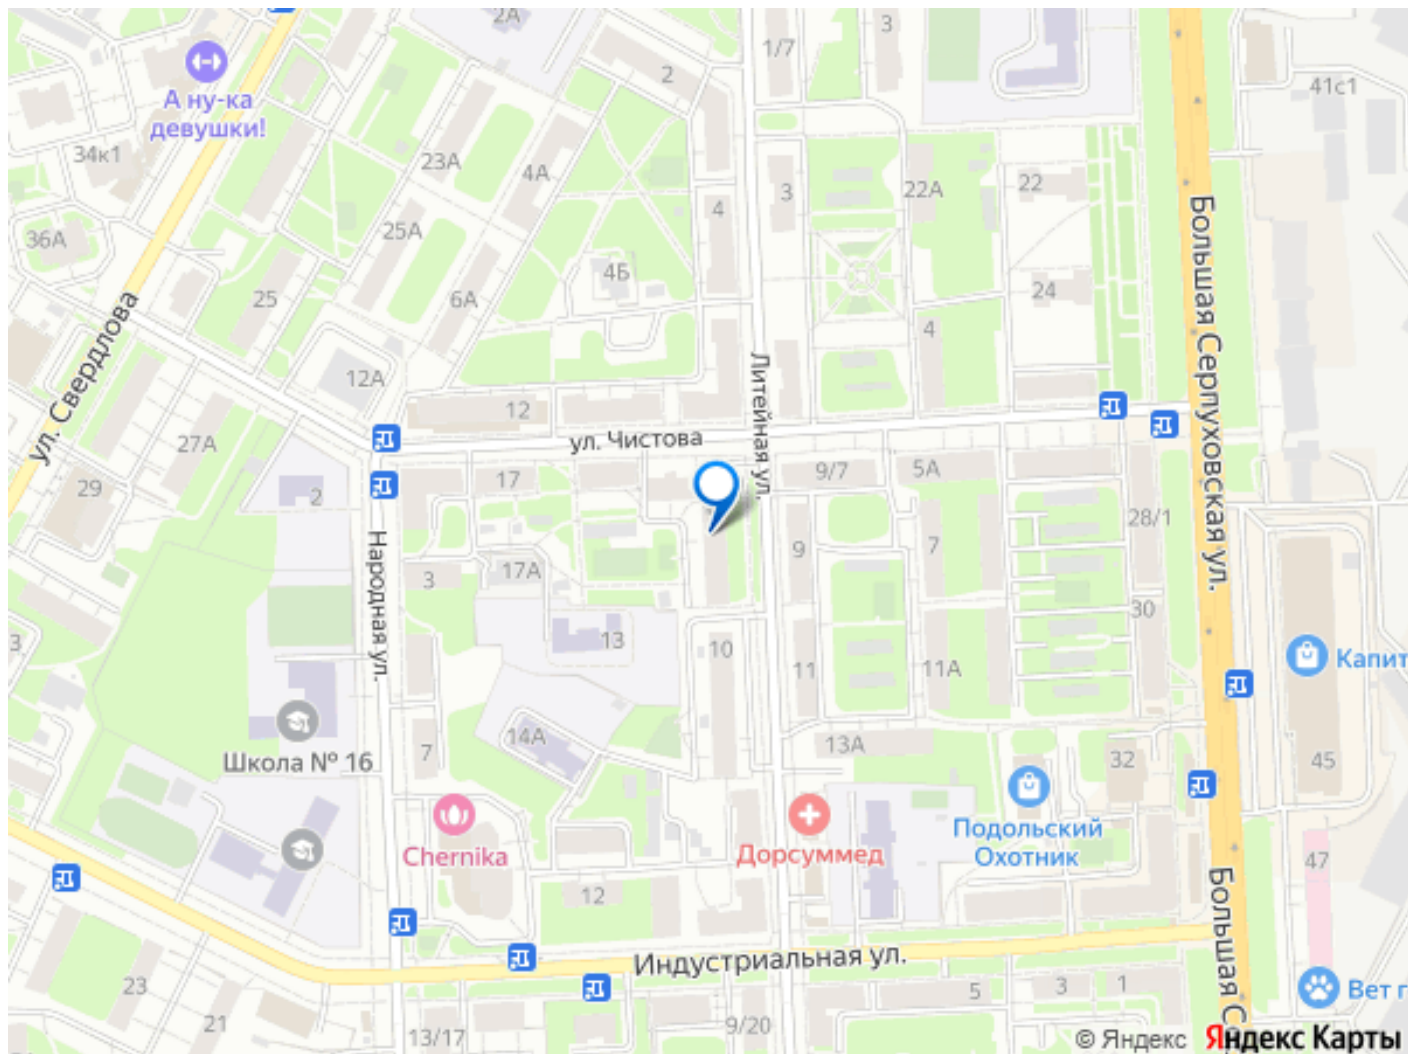 2А
3
1/7
2
41с1
А ну-ка
девушки!
34к1
23А
4А
4
3
22А
22
36А
25А
4Б
25
6А
24
4
Большая Серпуховская ул.
ул. Свердлова
12А
Литейная ул.
12
ул. Чистова
27А
17
9/7
5А
29
2
28/1
Народная ул.
17А
9
7
3
30
3
13
10
11
11А
Капит
14А
13А
7
Школа № 16
32
45
Подольский
Охотник
Chernika
Дорсуммед
47
Большая С
12
Индустриальная ул.
23
5
3
1
Вет г
21
13/17
9/20
© Яндекс Яндекс Карты